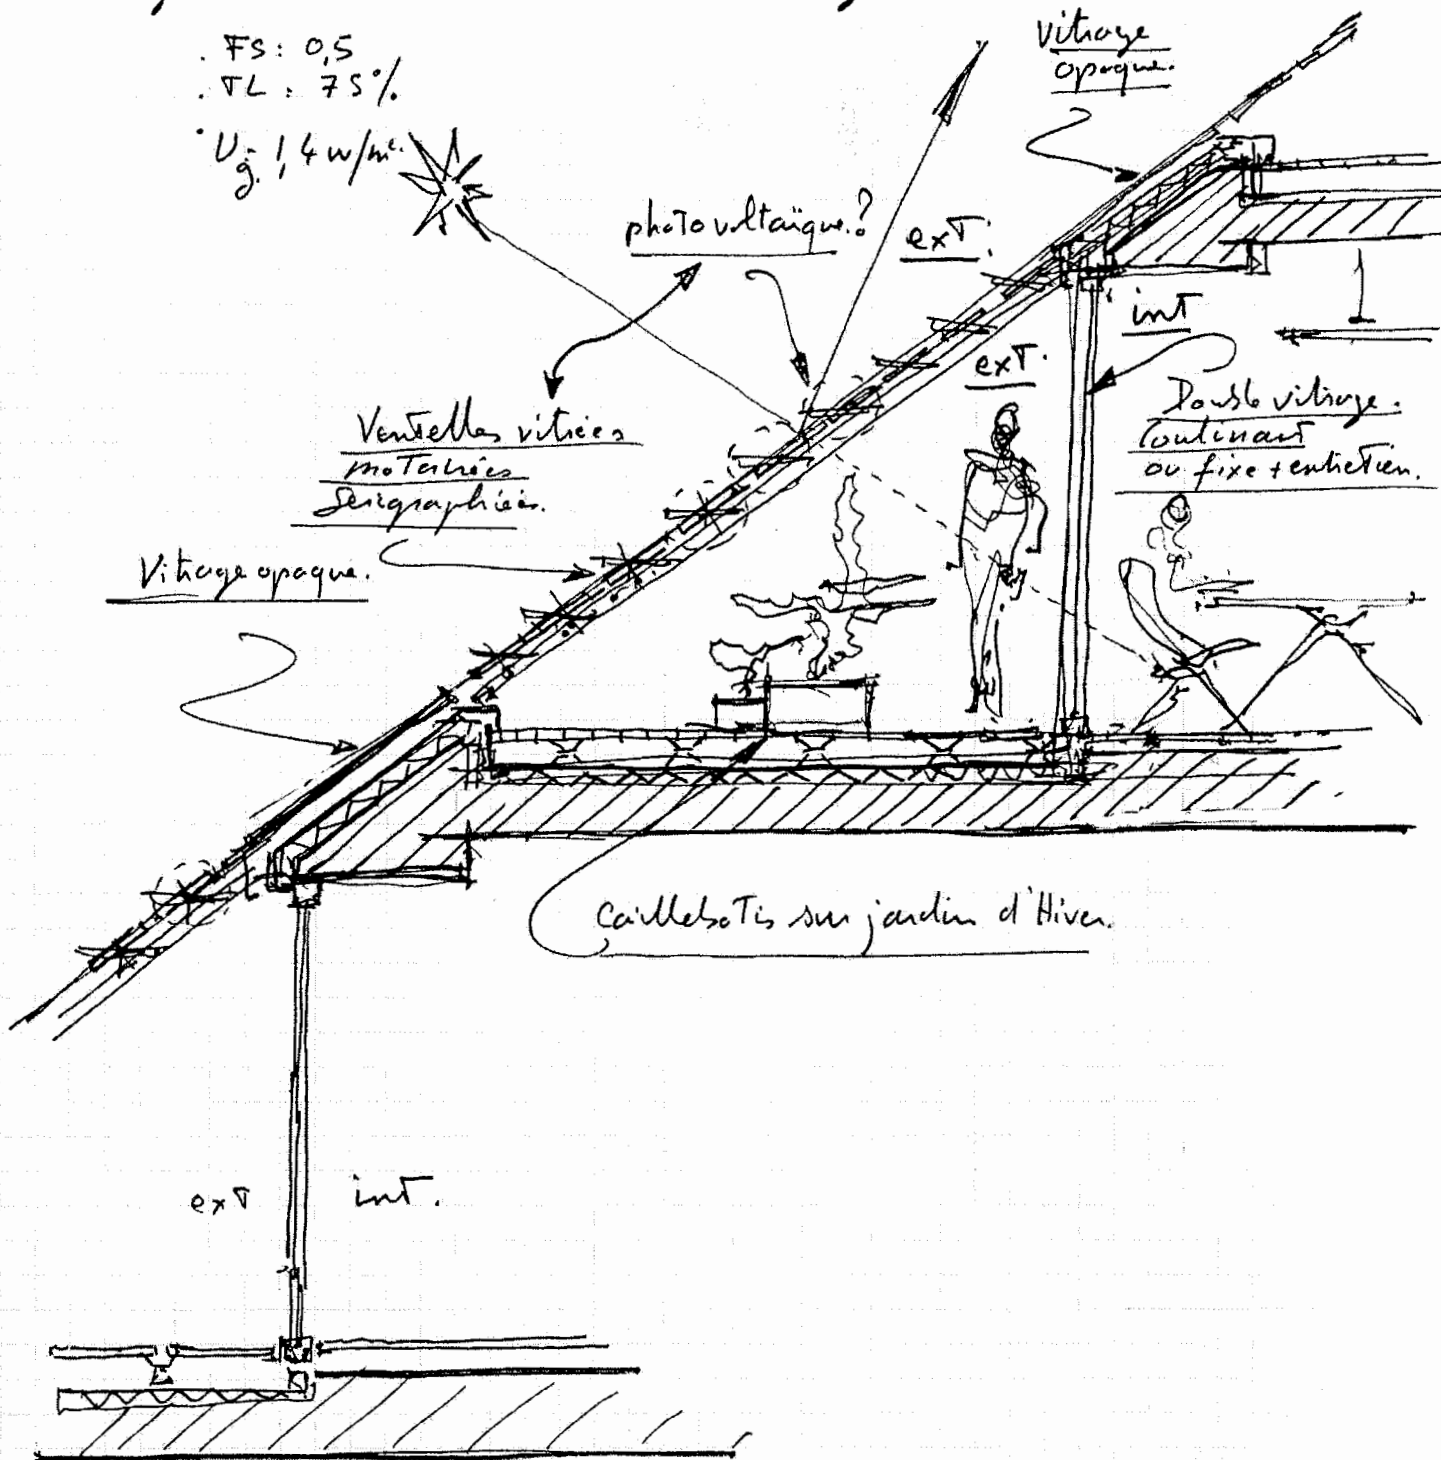 . FS : 0,5
. TL : 75%
. Ug. 1,4 w/m².
Vitrage
opaque.
photovoltaïque ?
ext.
int
ext.
Ventelles vitrées
motorisées
Serigraphiées.
Double vitrage.
Coulissant
ou fixe + entretien.
Vitrage opaque.
Caillebotis sur jardin d'Hiver.
ext
int.